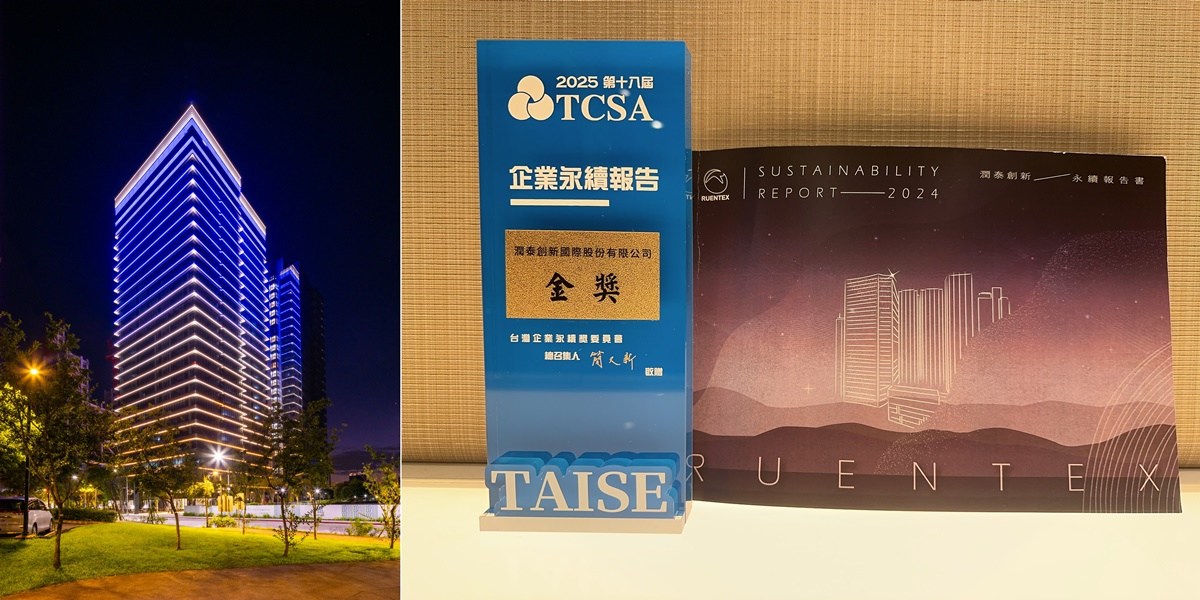 2025 第十八屆
TCSA
企業永續報告
潤泰創新國際股份有限公司
金獎
台灣企業永續獎委員會
總召集人 簡又新
敬贈
TAISE
RUENTEX
SUSTAINABILITY
REPORT 2024
潤泰創新 永續報告書
RUENTEX